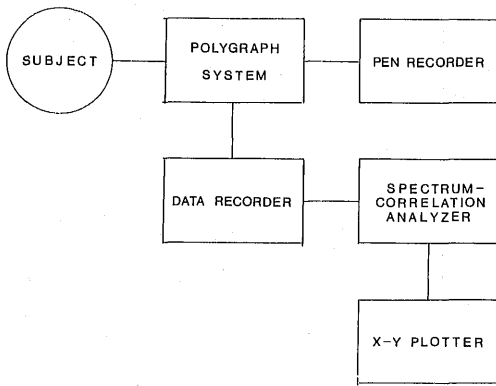 SUBJECT
POLYGRAPH
SYSTEM
PEN RECORDER
DATA RECORDER
SPECTRUM-
CORRELATION
ANALYZER
X-Y PLOTTER